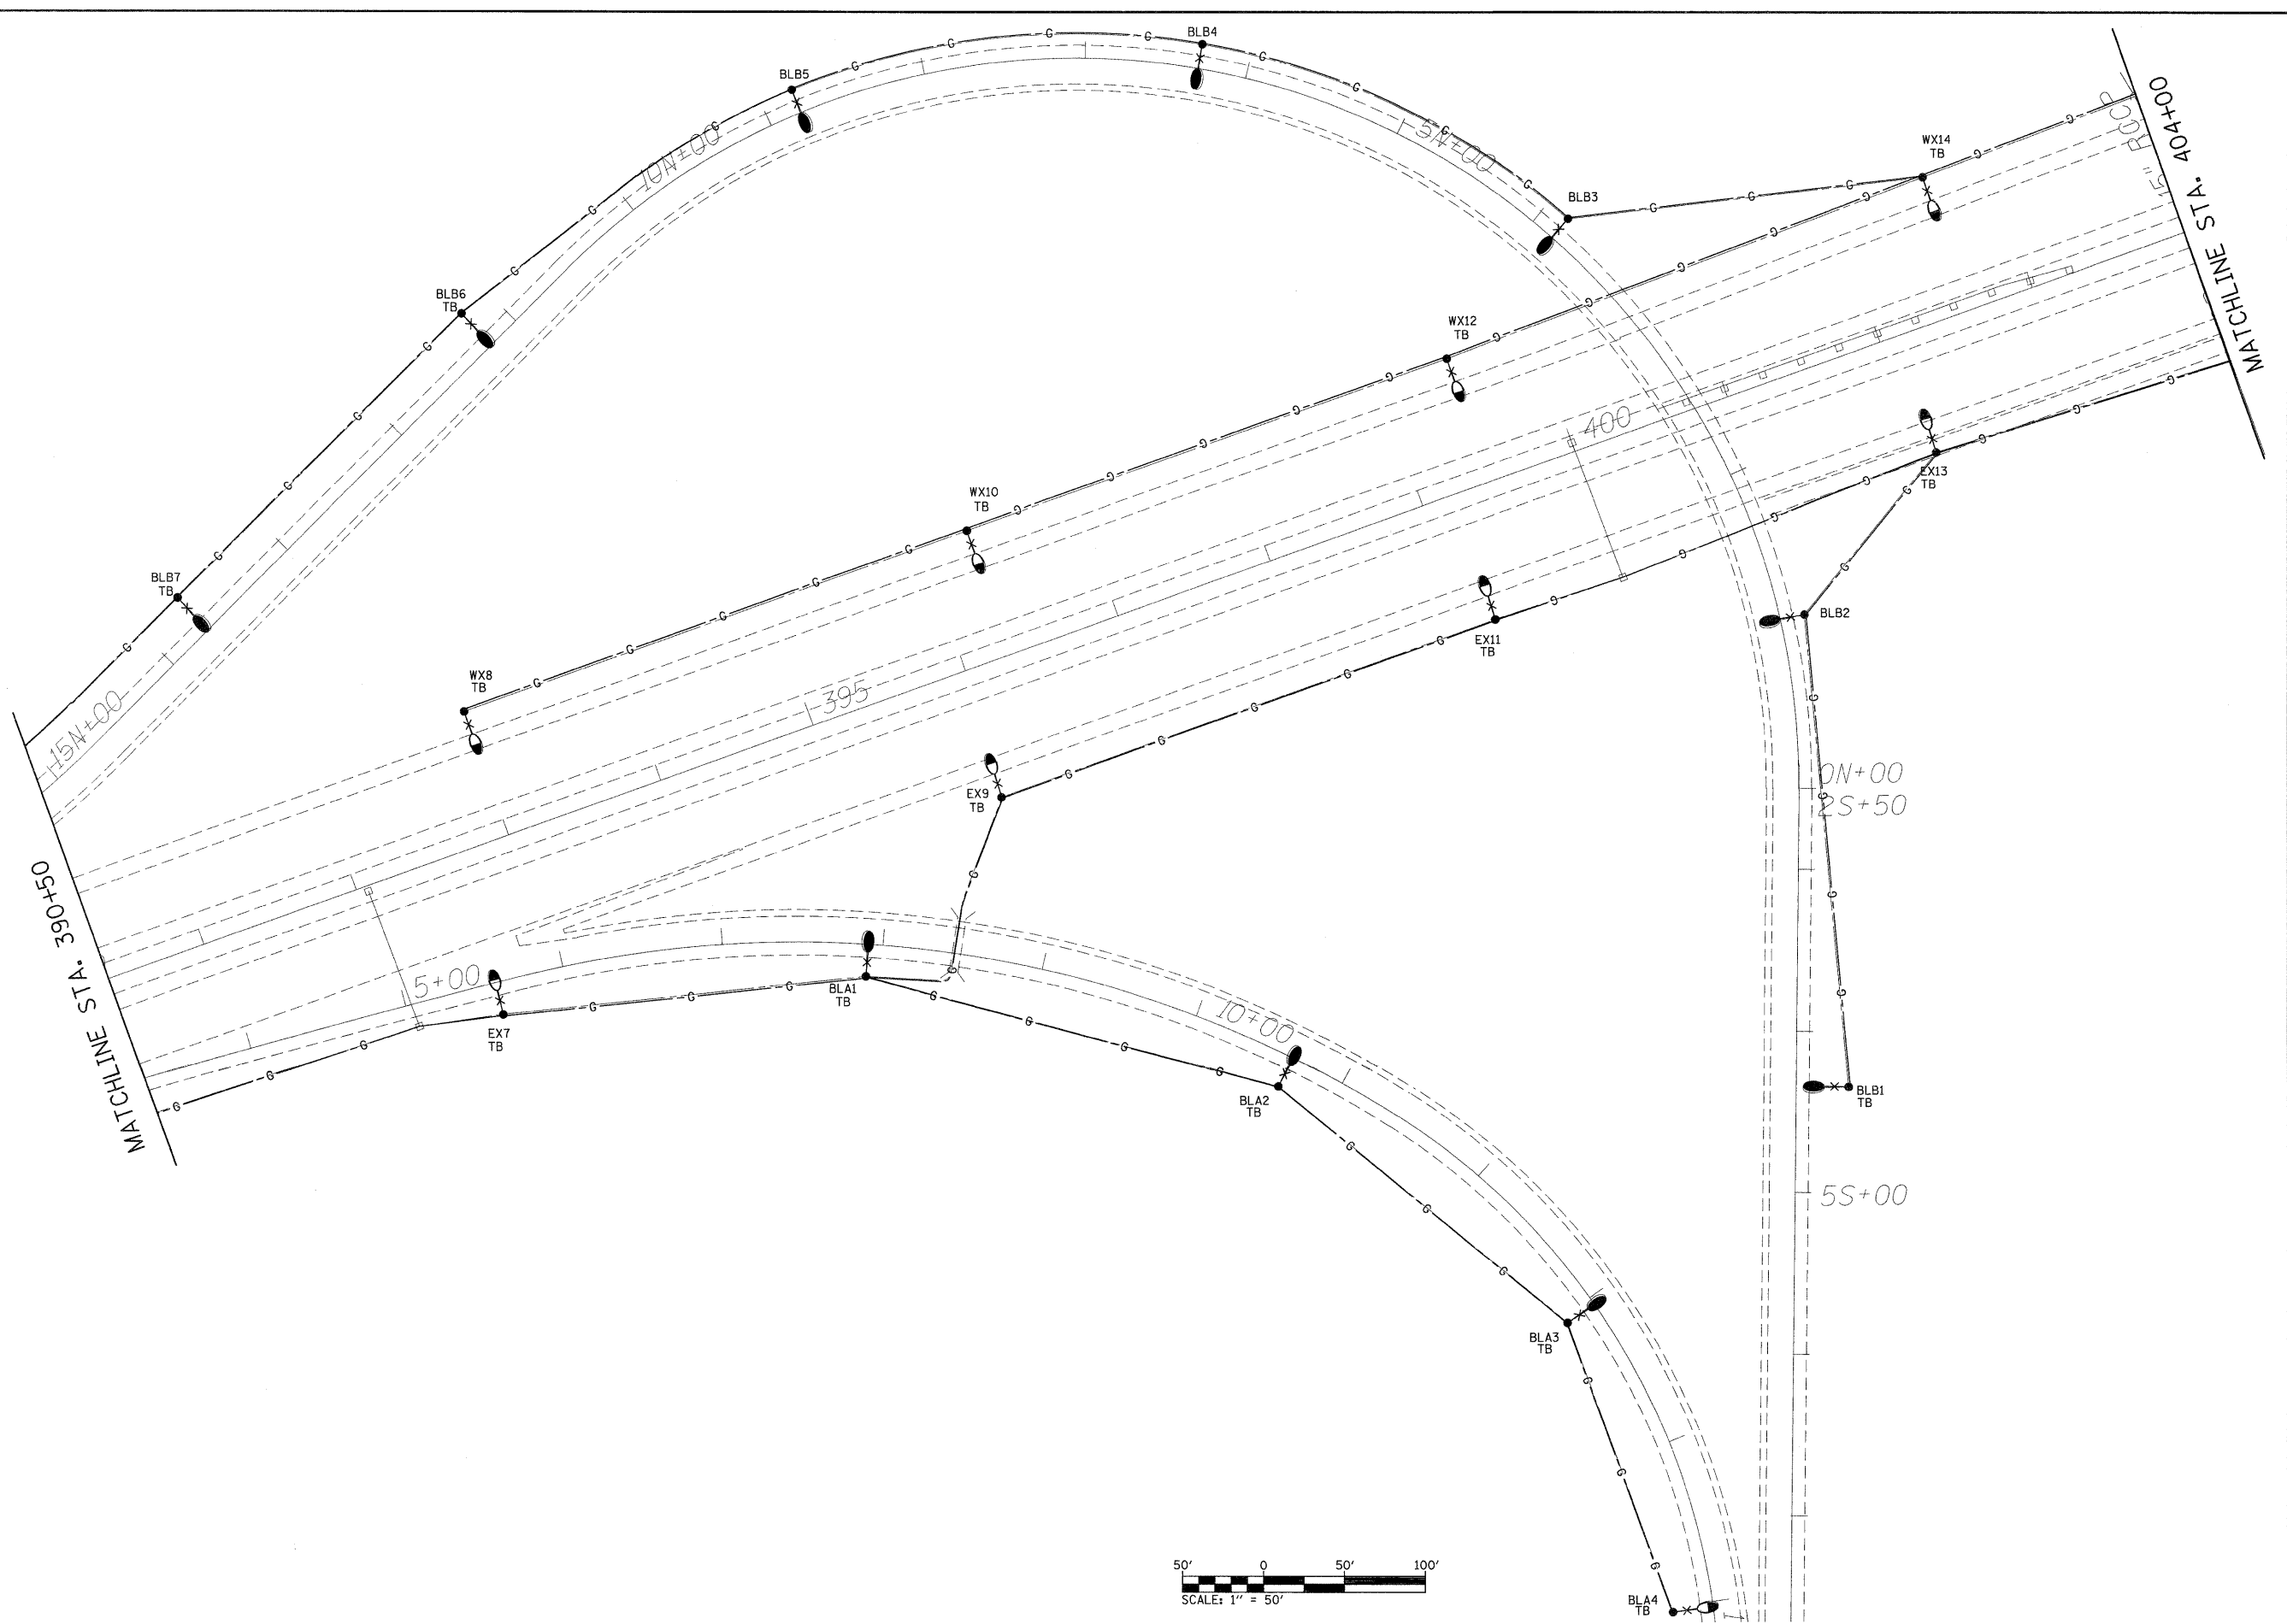 BLB4
BLB5
10N+00
5N+00
BLB3
WX14
TB
15" RCP
MATCHLINE STA. 404+00
BLB6
TB
WX12
TB
400
EX13
TB
WX10
TB
BLB7
TB
EX11
TB
BLB2
WX8
TB
395
15N+00
EX9
TB
0N+00
2S+50
MATCHLINE STA. 390+50
5+00
BLA1
TB
EX7
TB
10+00
BLA2
TB
BLB1
TB
5S+00
BLA3
TB
50' 0 50' 100'
SCALE: 1" = 50'
BLA4
TB